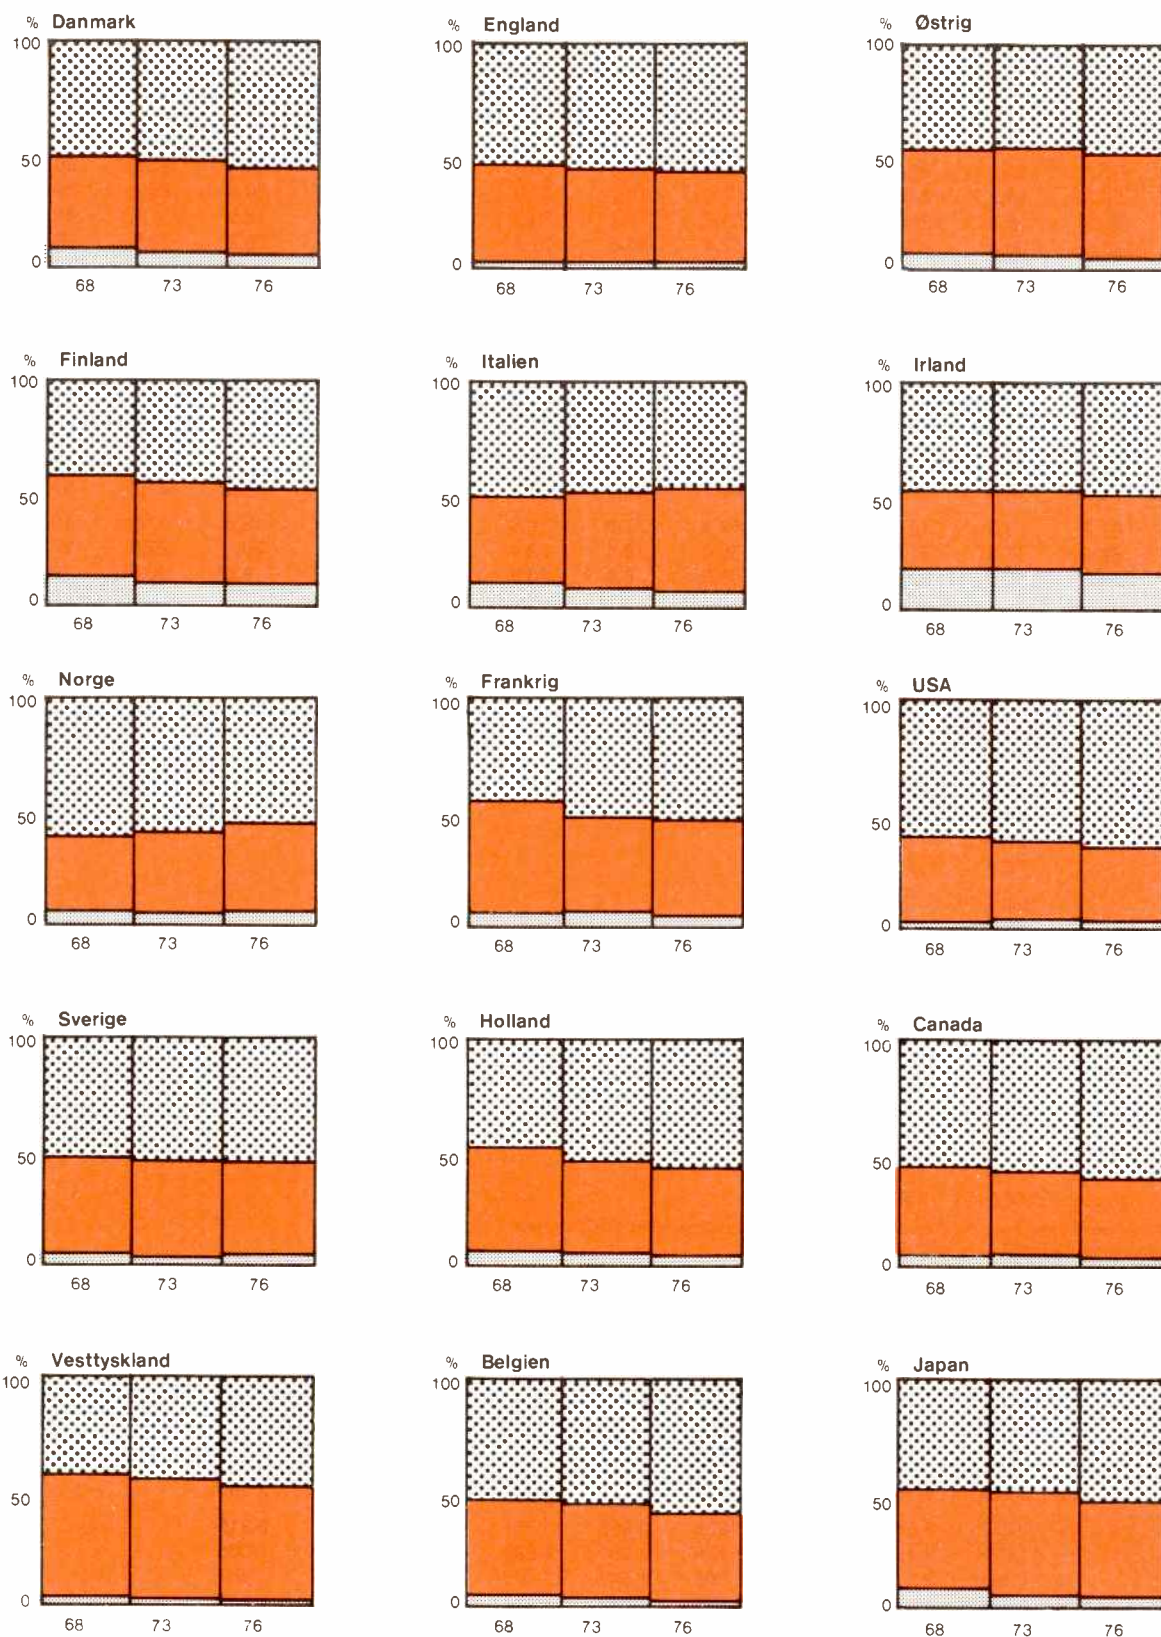 % Danmark
100
50
0
68 73 76
% England
100
50
0
68 73 76
% Østrig
100
50
0
68 73 76
% Finland
100
50
0
68 73 76
% Italien
100
50
0
68 73 76
% Irland
100
50
0
68 73 76
% Norge
100
50
0
68 73 76
% Frankrig
100
50
0
68 73 76
% USA
100
50
0
68 73 76
% Sverige
100
50
0
68 73 76
% Holland
100
50
0
68 73 76
% Canada
100
50
0
68 73 76
% Vesttyskland
100
50
0
68 73 76
% Belgien
100
50
0
68 73 76
% Japan
100
50
0
68 73 76